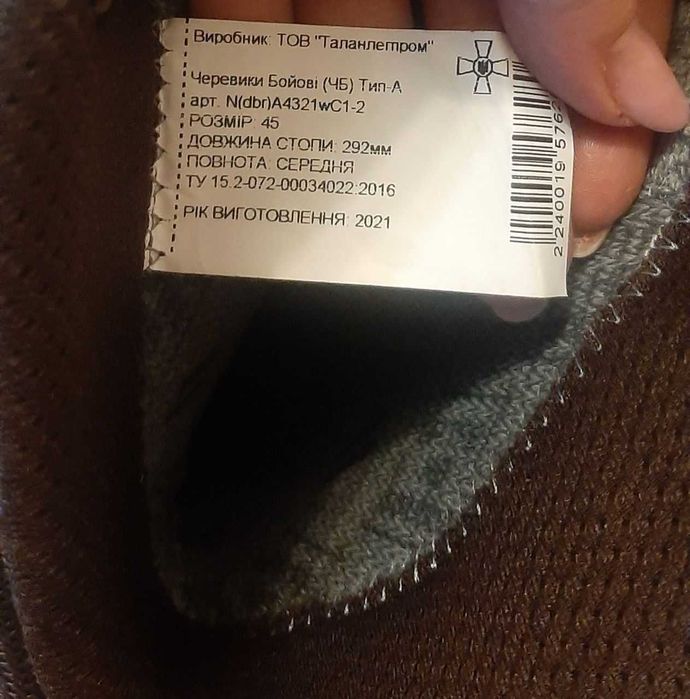 Виробник: ТОВ "Таланлегпром"
Черевики Бойові (ЧБ) Тип-А
арт. N(dbr)A4321wC1-2
РОЗМІР: 45
ДОВЖИНА СТОПИ: 292мм
ПОВНОТА: СЕРЕДНЯ
ТУ 15.2-072-00034022:2016
РІК ВИГОТОВЛЕННЯ: 2021